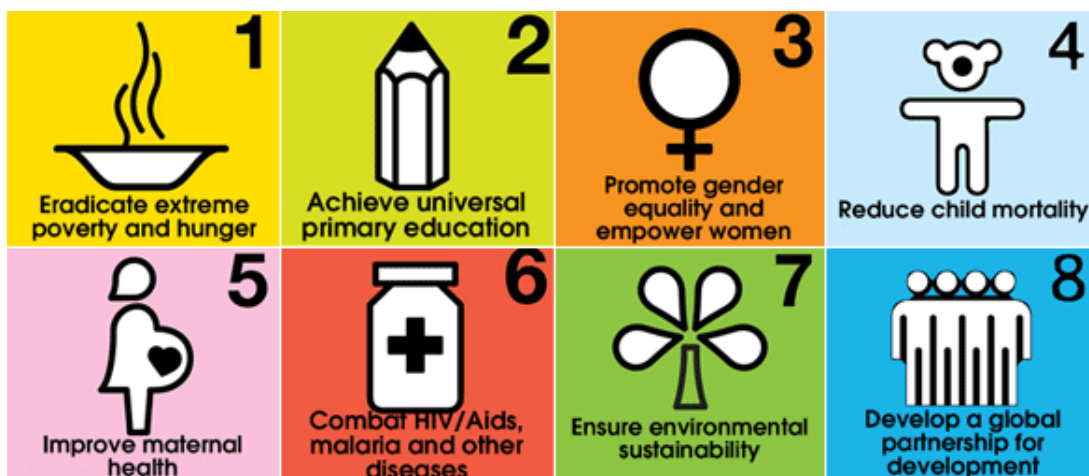 1
Eradicate extreme
poverty and hunger
2
Achieve universal
primary education
3
Promote gender
equality and
empower women
4
Reduce child mortality
5
Improve maternal
health
6
Combat HIV/Aids,
malaria and other
diseases
7
Ensure environmental
sustainability
8
Develop a global
partnership for
development